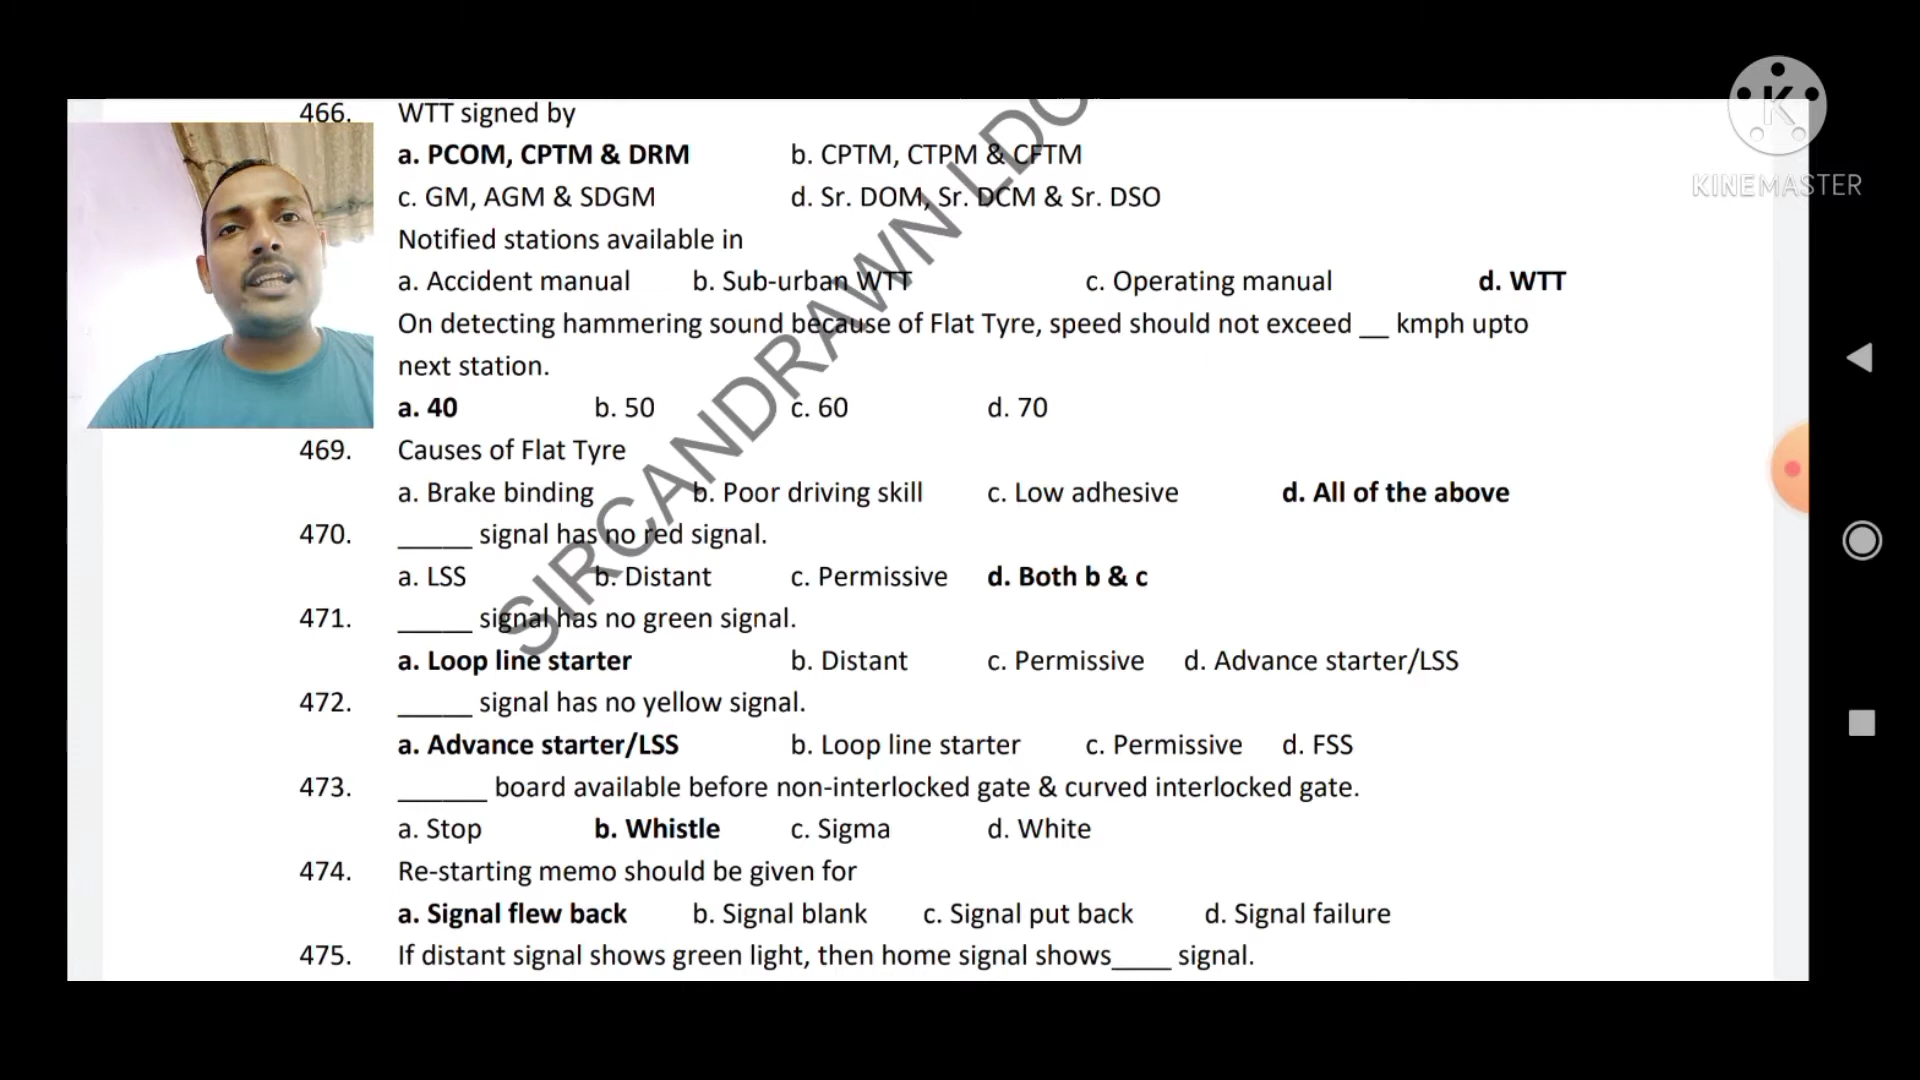 466. WTT signed by
a. PCOM, CPTM & DRM b. CPTM, CTPM & CFTM
c. GM, AGM & SDGM d. Sr. DOM, Sr. DCM & Sr. DSO
Notified stations available in
a. Accident manual b. Sub-urban WTT c. Operating manual d. WTT
On detecting hammering sound because of Flat Tyre, speed should not exceed __ kmph upto
next station.
a. 40 b. 50 c. 60 d. 70
469. Causes of Flat Tyre
a. Brake binding b. Poor driving skill c. Low adhesive d. All of the above
470. _____ signal has no red signal.
a. LSS b. Distant c. Permissive d. Both b & c
471. _____ signal has no green signal.
a. Loop line starter b. Distant c. Permissive d. Advance starter/LSS
472. _____ signal has no yellow signal.
a. Advance starter/LSS b. Loop line starter c. Permissive d. FSS
473. ______ board available before non-interlocked gate & curved interlocked gate.
a. Stop b. Whistle c. Sigma d. White
474. Re-starting memo should be given for
a. Signal flew back b. Signal blank c. Signal put back d. Signal failure
475. If distant signal shows green light, then home signal shows____ signal.
SIRCANDRAWN LDC
K
KINEMASTER